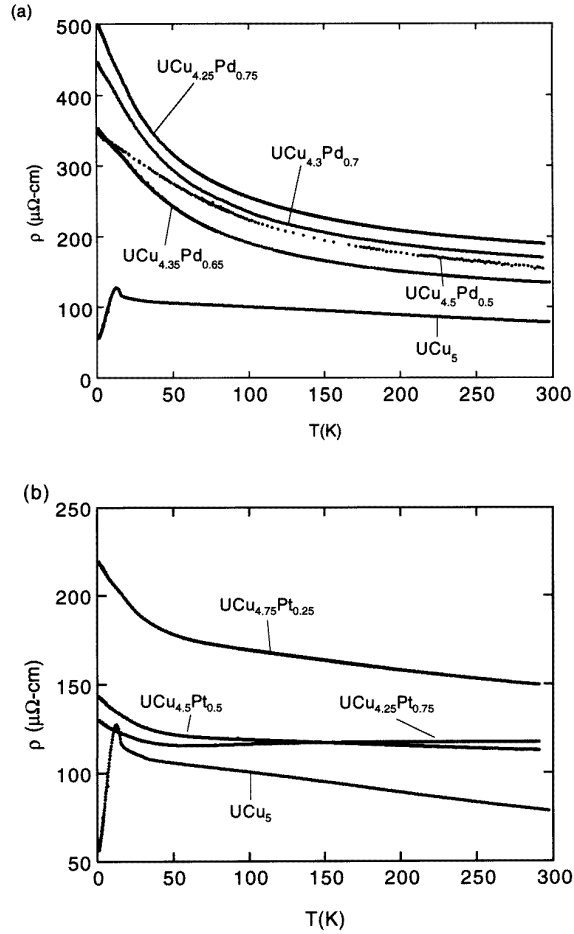 (a)
500
UCu4.25Pd0.75
400
UCu4.3Pd0.7
300
ρ (μΩ-cm)
200
UCu4.35Pd0.65
UCu4.5Pd0.5
100
UCu5
0
0 50 100 150 200 250 300
T(K)
(b)
250
UCu4.75Pt0.25
200
ρ (μΩ-cm)
150
UCu4.5Pt0.5
UCu4.25Pt0.75
100
UCu5
50
0 50 100 150 200 250 300
T(K)